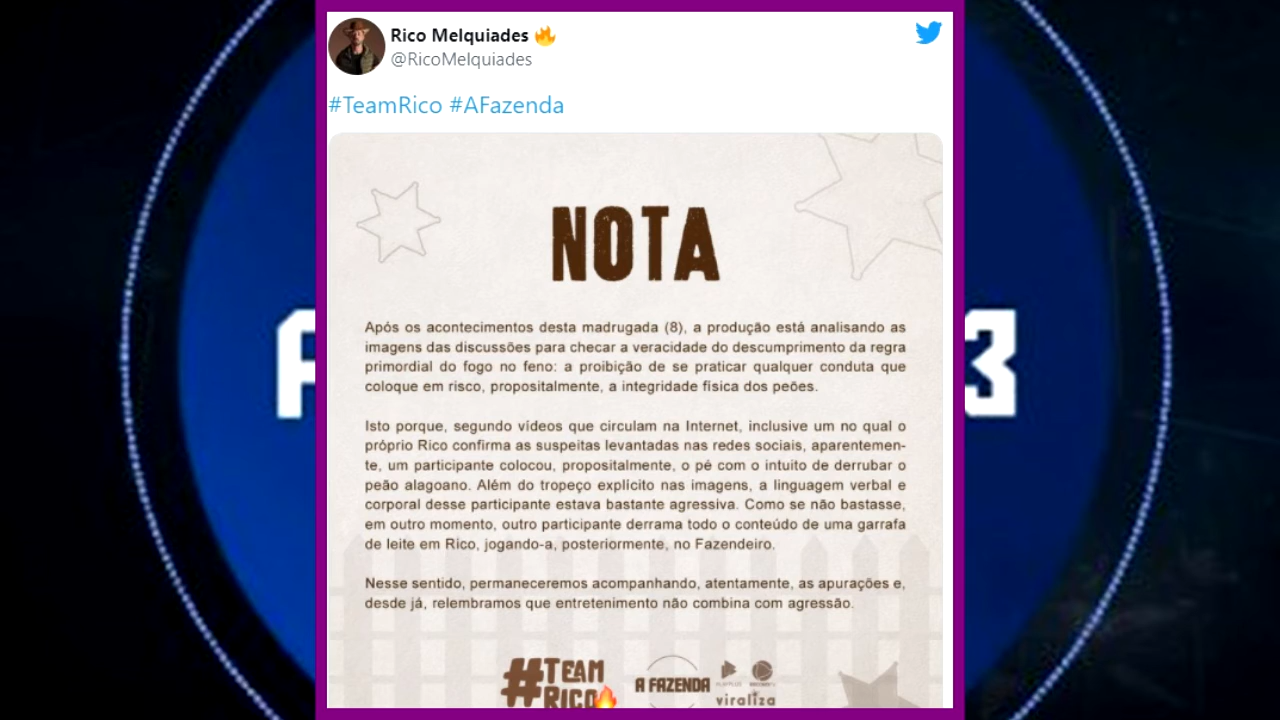 Rico Melquiades 🔥
@RicoMelquiades
#TeamRico #AFazenda
NOTA
Após os acontecimentos desta madrugada (8), a produção está analisando as
imagens das discussões para checar a veracidade do descumprimento da regra
primordial do fogo no feno: a proibição de se praticar qualquer conduta que
coloque em risco, propositalmente, a integridade física dos peões.
Isto porque, segundo vídeos que circulam na Internet, inclusive um no qual o
próprio Rico confirma as suspeitas levantadas nas redes sociais, aparentemen-
te, um participante colocou, propositalmente, o pé com o intuito de derrubar o
peão alagoano. Além do tropeço explícito nas imagens, a linguagem verbal e
corporal desse participante estava bastante agressiva. Como se não bastasse,
em outro momento, outro participante derrama todo o conteúdo de uma garrafa
de leite em Rico, jogando-a, posteriormente, no Fazendeiro.
Nesse sentido, permaneceremos acompanhando, atentamente, as apurações e,
desde já, relembramos que entretenimento não combina com agressão.
#TEAM
RICO🔥
A FAZENDA
viraliza
3